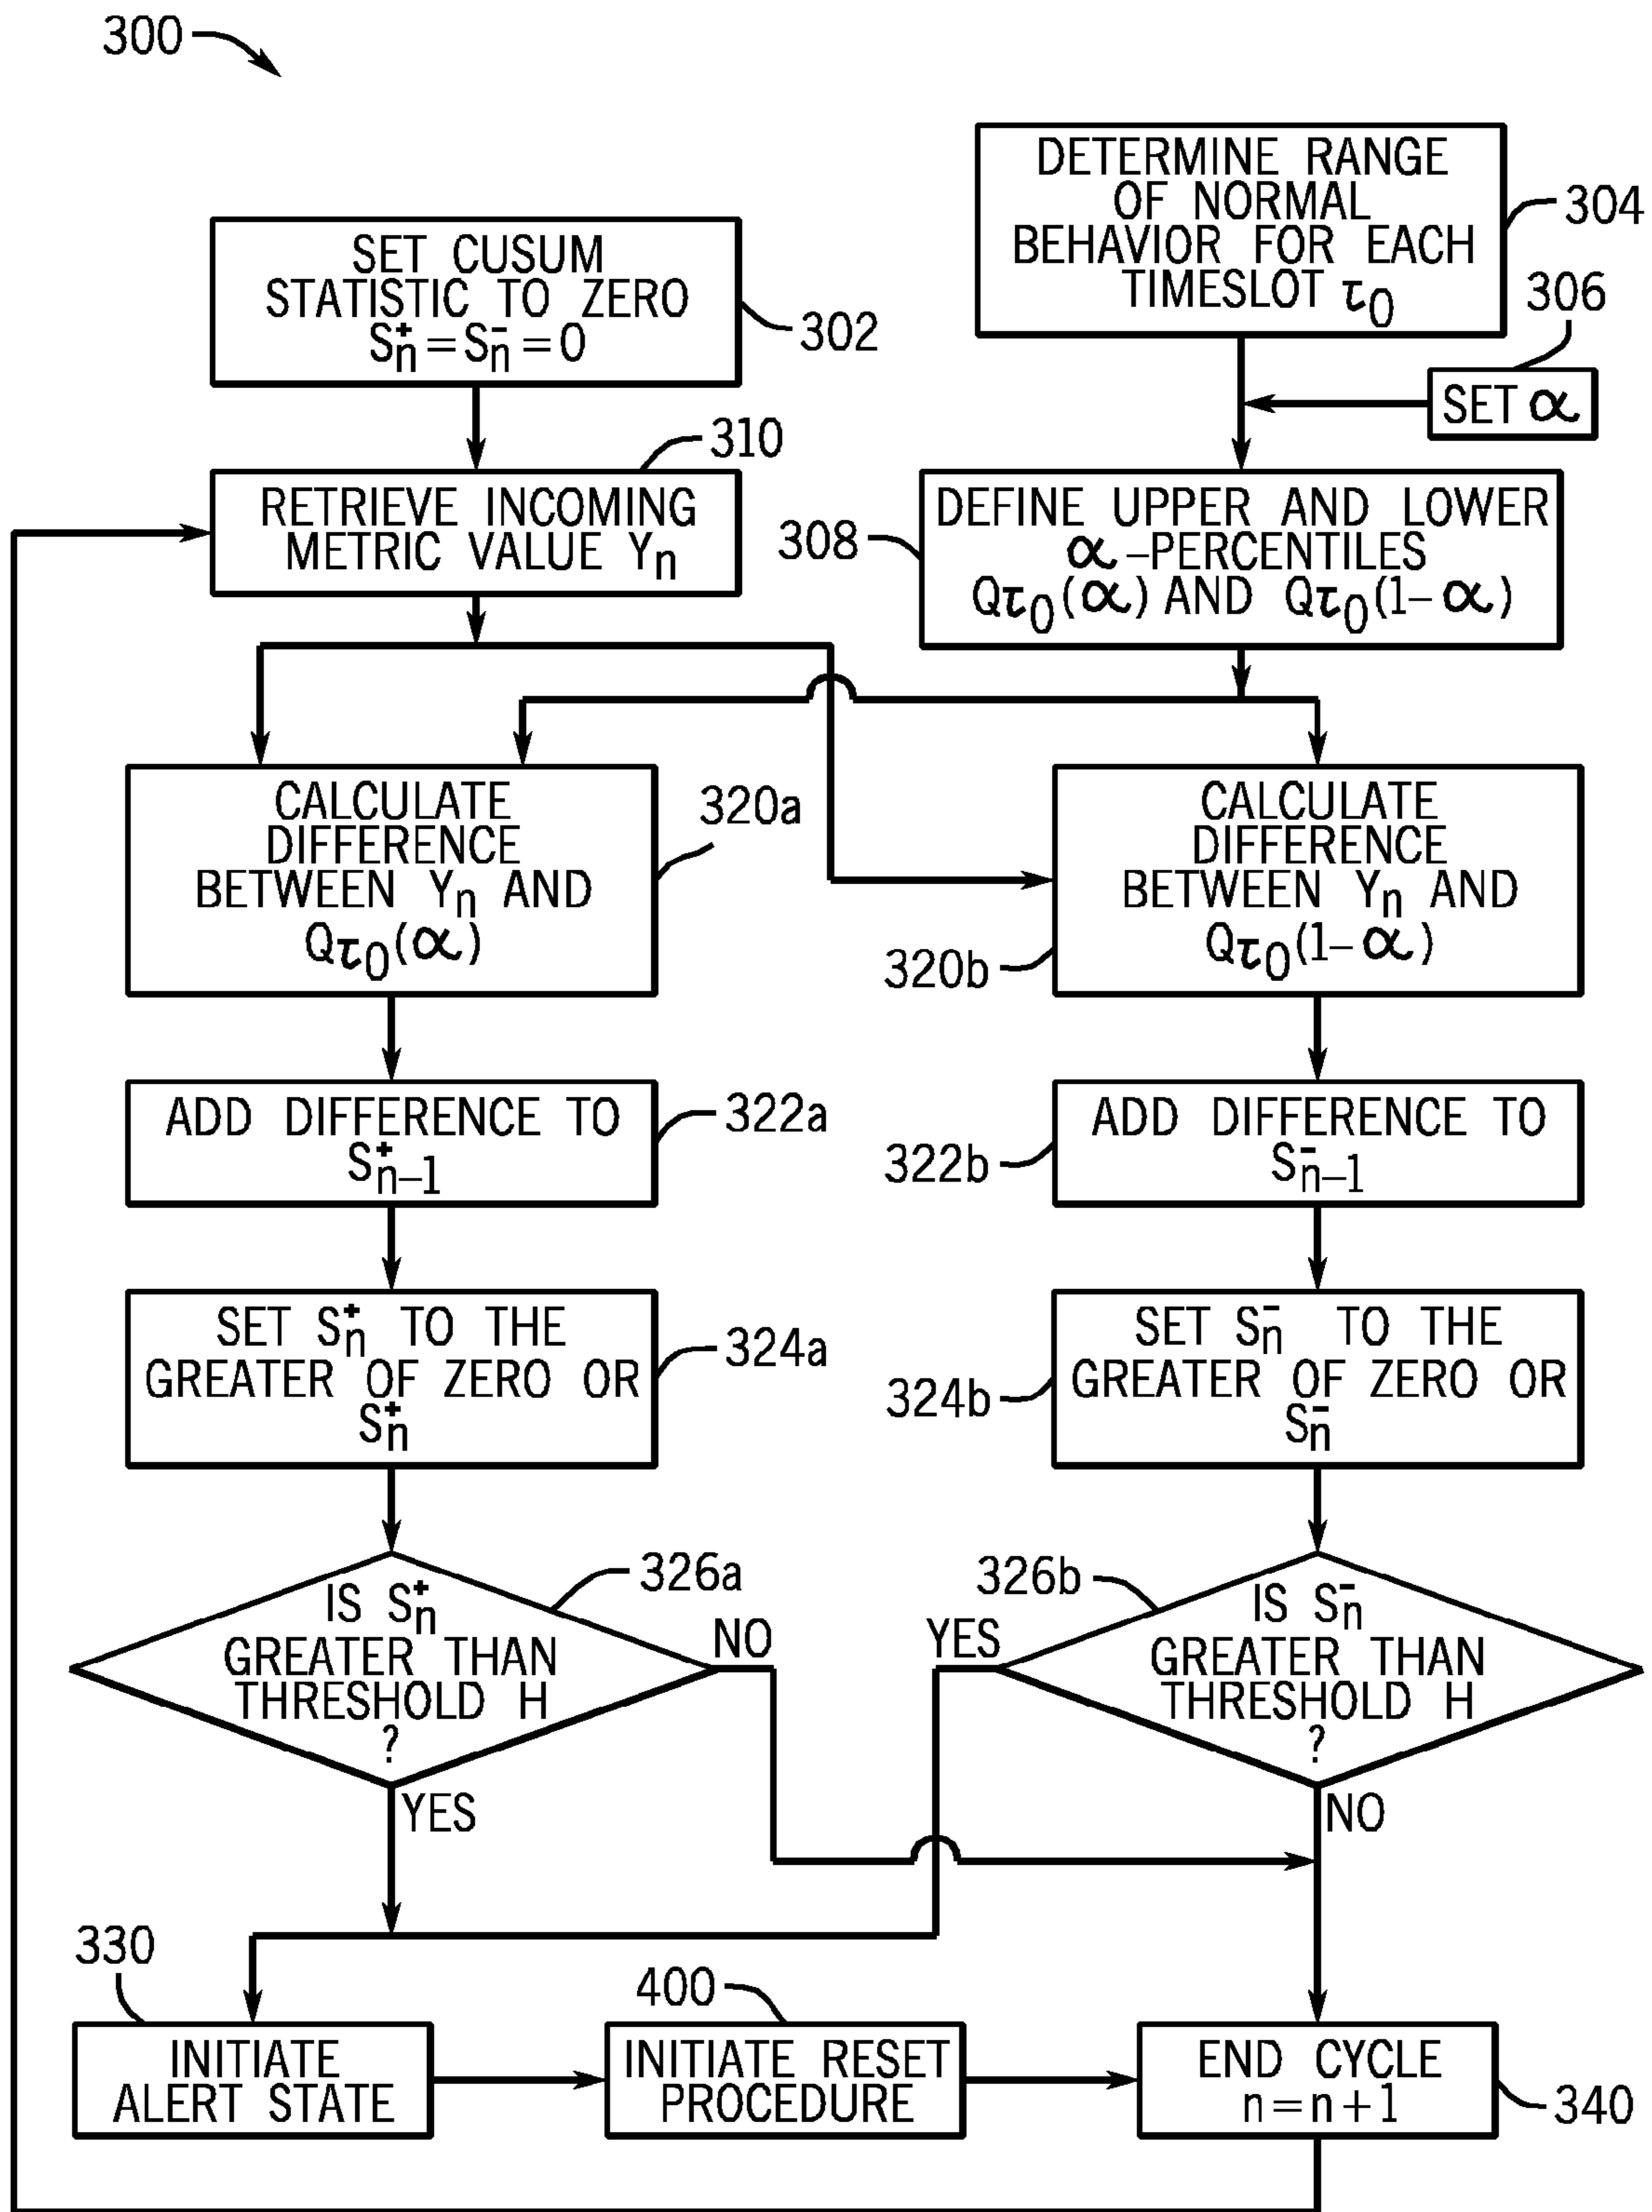 300
DETERMINE RANGE
OF NORMAL
BEHAVIOR FOR EACH
TIMESLOT τ0
304
SET CUSUM
STATISTIC TO ZERO
S+n = S-n = 0
302
306
SET α
310
RETRIEVE INCOMING
METRIC VALUE Yn
308
DEFINE UPPER AND LOWER
α-PERCENTILES
Qτ0(α) AND Qτ0(1-α)
CALCULATE
DIFFERENCE
BETWEEN Yn AND
Qτ0(α)
320a
CALCULATE
DIFFERENCE
BETWEEN Yn AND
Qτ0(1-α)
320b
ADD DIFFERENCE TO
S+n-1
322a
ADD DIFFERENCE TO
S-n-1
322b
SET S+n TO THE
GREATER OF ZERO OR
S+n
324a
SET S-n TO THE
GREATER OF ZERO OR
S-n
324b
IS S+n
GREATER THAN
THRESHOLD H
?
326a
NO
YES
IS S-n
GREATER THAN
THRESHOLD H
?
326b
YES
NO
330
INITIATE
ALERT STATE
400
INITIATE RESET
PROCEDURE
END CYCLE
n = n + 1
340